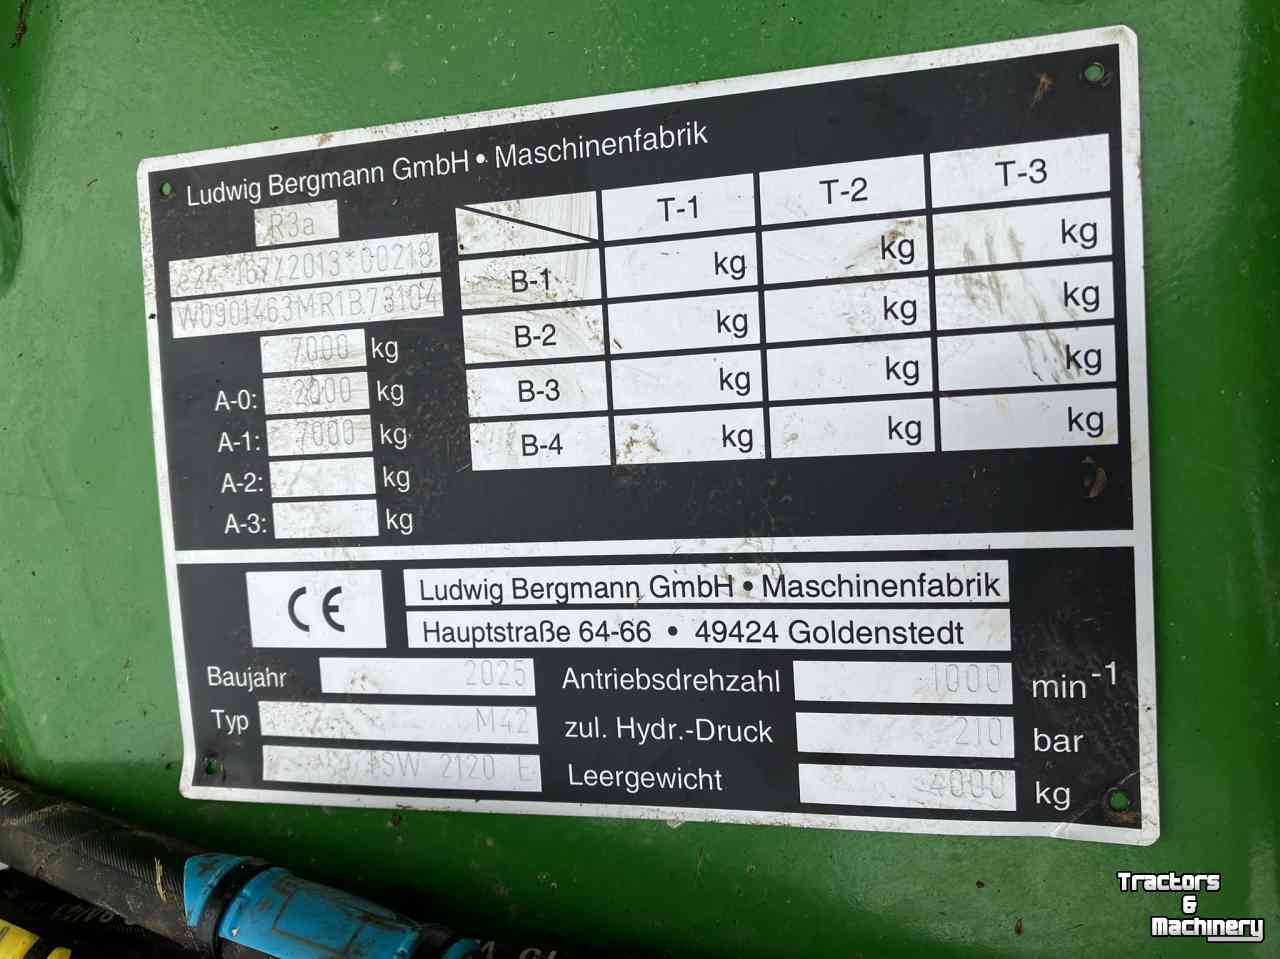 Ludwig Bergmann GmbH • Maschinenfabrik
R3a
e24*167/2013*00218
W0901463MR1B73104
7000 kg
A-0: 2000 kg
A-1: 7000 kg
A-2: kg
A-3: kg
T-1 T-2 T-3
B-1 kg kg kg
B-2 kg kg kg
B-3 kg kg kg
B-4 kg kg kg
CE
Ludwig Bergmann GmbH • Maschinenfabrik
Hauptstraße 64-66 • 49424 Goldenstedt
Baujahr 2025 Antriebsdrehzahl 1000 min⁻¹
Typ M42 zul. Hydr.-Druck 210 bar
TSW 2120 E Leergewicht 4000 kg
Tractors
&
Machinery